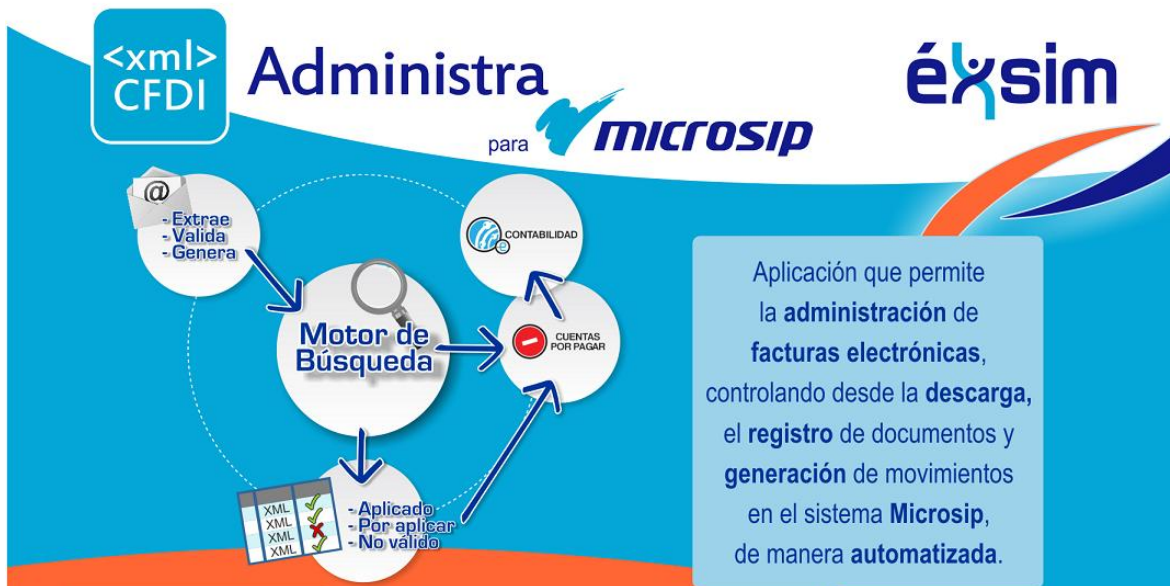 <xml>
CFDI
Administra
para microsip
éxsim
@
- Extrae
- Valida
- Genera
CONTABILIDAD
e
Motor de
Búsqueda
CUENTAS
POR PAGAR
XML
XML
XML
XML
- Aplicado
- Por aplicar
- No válido
Aplicación que permite
la administración de
facturas electrónicas,
controlando desde la descarga,
el registro de documentos y
generación de movimientos
en el sistema Microsip,
de manera automatizada.